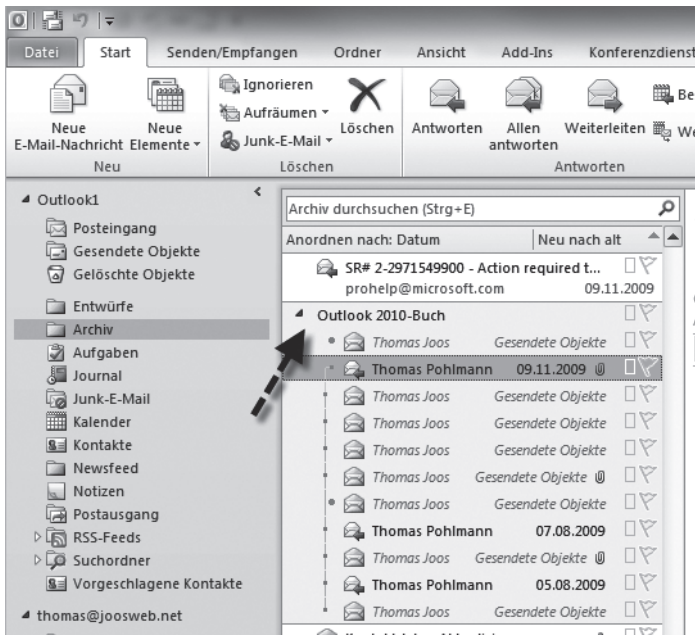 Datei Start Senden/Empfangen Ordner Ansicht Add-Ins Konferenzdienst
Neue E-Mail-Nachricht
Neue Elemente
Neu
Ignorieren
Aufräumen
Junk-E-Mail
Löschen
Löschen
Antworten
Allen antworten
Weiterleiten
Be
We
Antworten
Outlook1
Posteingang
Gesendete Objekte
Gelöschte Objekte
Entwürfe
Archiv
Aufgaben
Journal
Junk-E-Mail
Kalender
Kontakte
Newsfeed
Notizen
Postausgang
RSS-Feeds
Suchordner
Vorgeschlagene Kontakte
thomas@joosweb.net
Archiv durchsuchen (Strg+E)
Anordnen nach: Datum Neu nach alt
SR# 2-2971549900 - Action required t...
prohelp@microsoft.com 09.11.2009
Outlook 2010-Buch
Thomas Joos Gesendete Objekte
Thomas Pohlmann 09.11.2009
Thomas Joos Gesendete Objekte
Thomas Joos Gesendete Objekte
Thomas Joos Gesendete Objekte
Thomas Joos Gesendete Objekte
Thomas Joos Gesendete Objekte
Thomas Pohlmann 07.08.2009
Thomas Joos Gesendete Objekte
Thomas Pohlmann 05.08.2009
Thomas Joos Gesendete Objekte